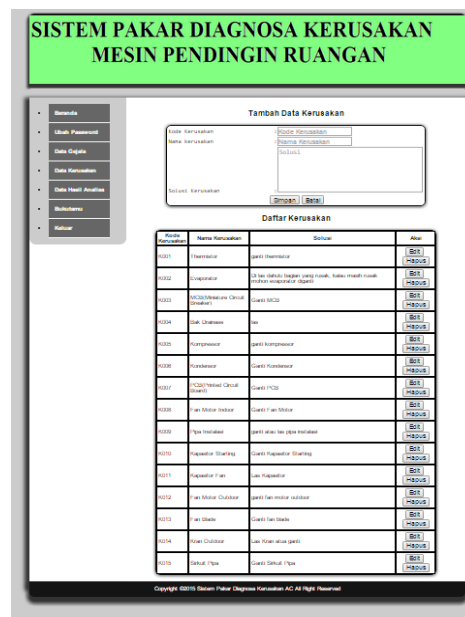 SISTEM PAKAR DIAGNOSA KERUSAKAN
MESIN PENDINGIN RUANGAN
Beranda
Ubah Password
Data Gejala
Data Kerusakan
Data Hasil Analisa
Bukutamu
Keluar
Tambah Data Kerusakan
Kode Kerusakan : Kode Kerusakan
Nama Kerusakan : Nama Kerusakan
Solusi
Solusi Kerusakan :
Simpan Batal
Daftar Kerusakan
Kode Kerusakan Nama Kerusakan Solusi Aksi
K001 Thermistor ganti thermistor Edit Hapus
K002 Evaporator Di las dahulu bagian yang rusak, kalau masih rusak mohon evaporator diganti Edit Hapus
K003 MCB(Miniature Circuit Breaker) Ganti MCB Edit Hapus
K004 Bak Drainase las Edit Hapus
K005 Kompressor ganti kompressor Edit Hapus
K006 Kondensor Ganti Kondensor Edit Hapus
K007 PCB(Printed Circuit Board) Ganti PCB Edit Hapus
K008 Fan Motor Indoor Ganti Fan Motor Edit Hapus
K009 Pipa Instalasi ganti atau las pipa instalasi Edit Hapus
K010 Kapasitor Starting Ganti Kapasitor Starting Edit Hapus
K011 Kapasitor Fan Las Kapasitor Edit Hapus
K012 Fan Motor Outdoor ganti fan motor outdoor Edit Hapus
K013 Fan Blade Ganti fan blade Edit Hapus
K014 Kran Outdoor Las Kran atua ganti Edit Hapus
K015 Sirkuit Pipa Ganti Sirkuit Pipa Edit Hapus
Copyright ©2015 Sistem Pakar Diagnosa Kerusakan AC All Right Reserved